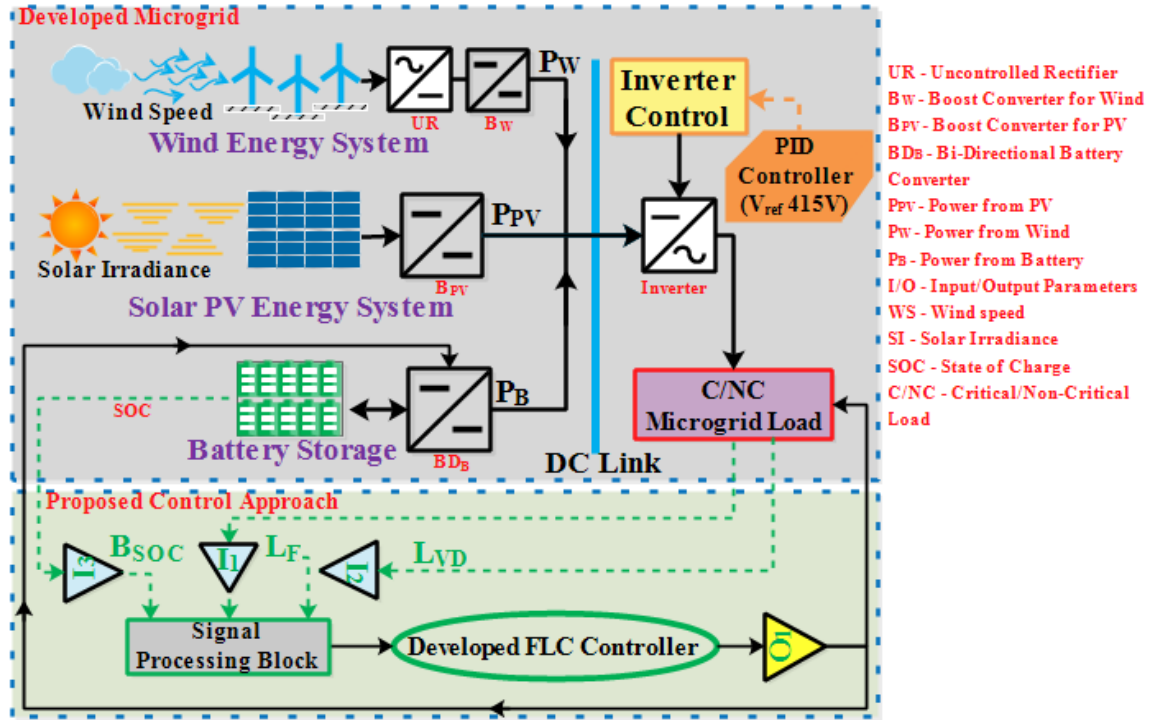 Developed Microgrid
Wind Speed
Wind Energy System
UR
BW
PW
Inverter
Control
PID
Controller
(Vref 415V)
Solar Irradiance
Solar PV Energy System
BPV
PPV
Inverter
SOC
Battery Storage
BDB
PB
DC Link
C/NC
Microgrid Load
UR - Uncontrolled Rectifier
BW - Boost Converter for Wind
BPV - Boost Converter for PV
BDB - Bi-Directional Battery
Converter
PPV - Power from PV
PW - Power from Wind
PB - Power from Battery
I/O - Input/Output Parameters
WS - Wind speed
SI - Solar Irradiance
SOC - State of Charge
C/NC - Critical/Non-Critical
Load
Proposed Control Approach
I3
BSOC
I1
LF
I2
LVD
Signal
Processing Block
Developed FLC Controller
O1